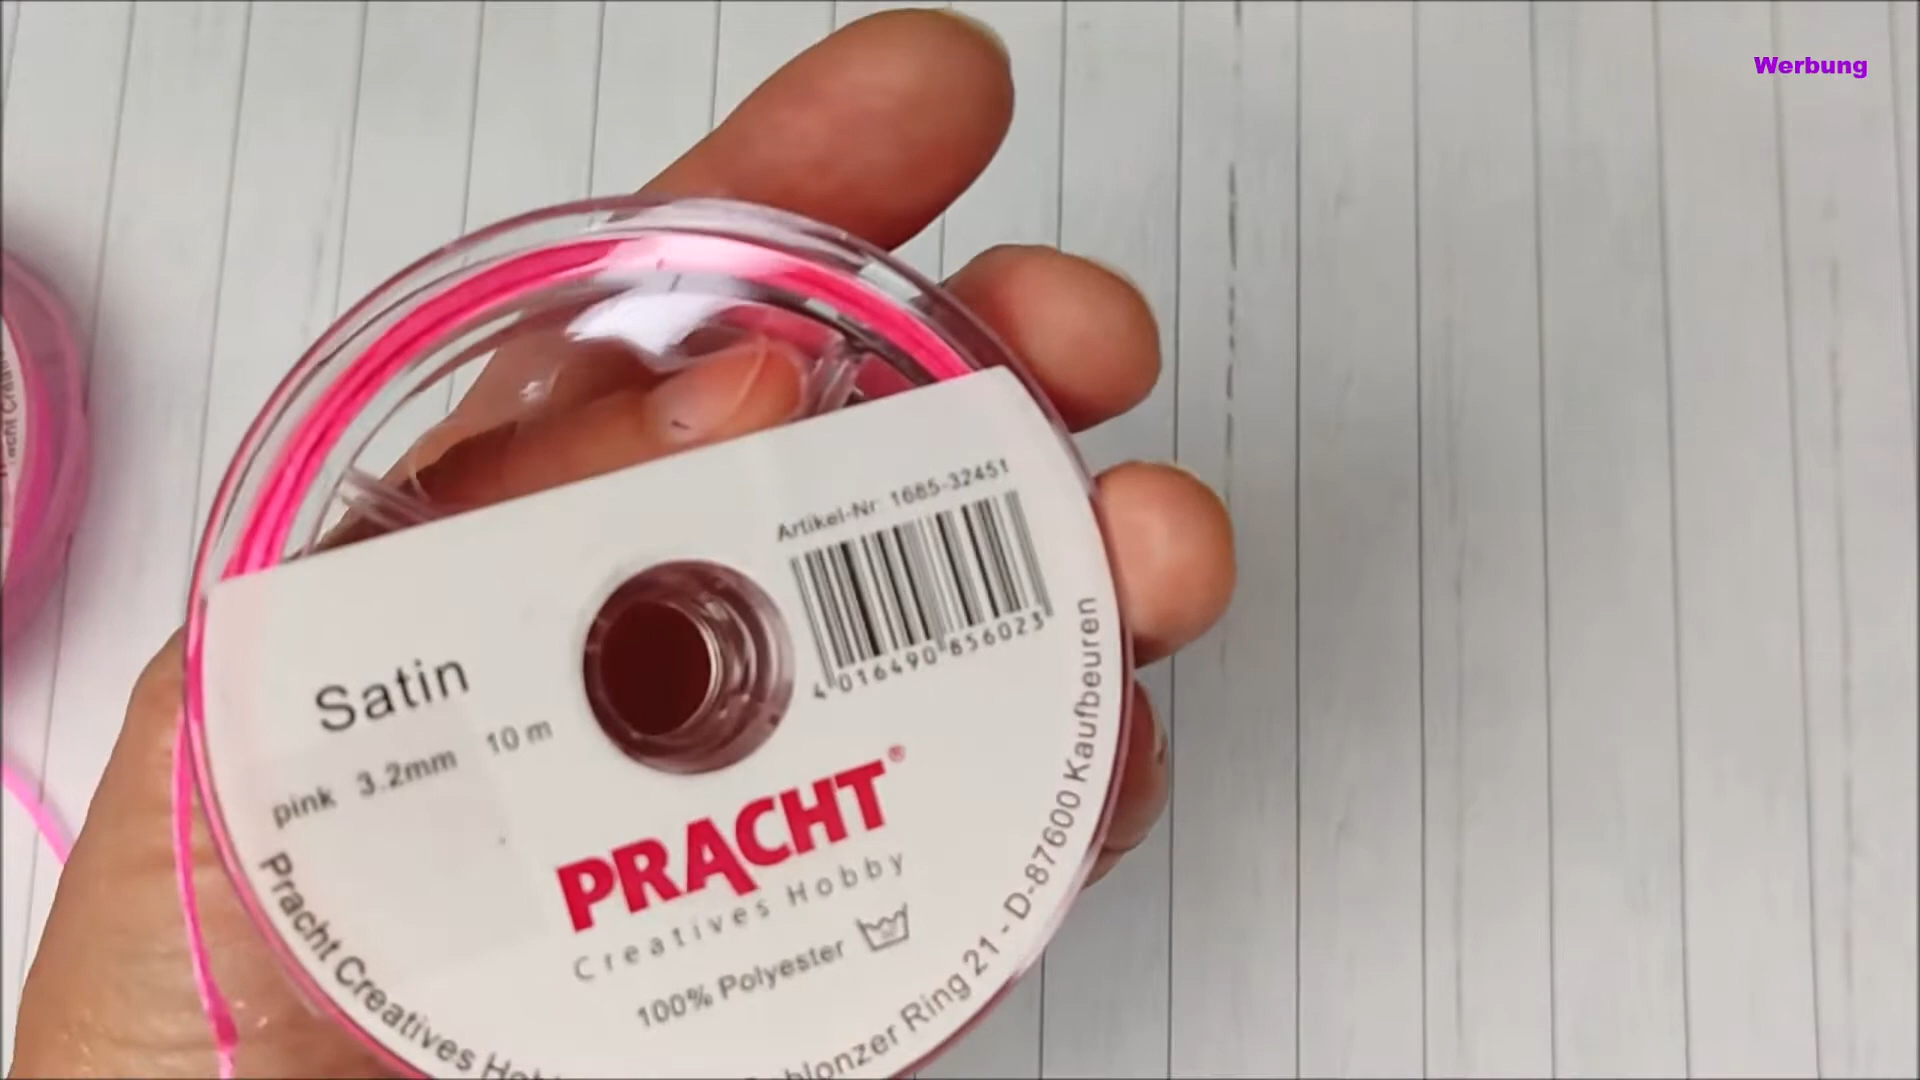 Werbung
Artikel-Nr. 1685-32451
4 016490 856023
Satin
pink 3.2mm 10 m
PRACHT®
Creatives Hobby
100% Polyester
Pracht Creatives
Ring 21 - D-87600 Kaufbeuren